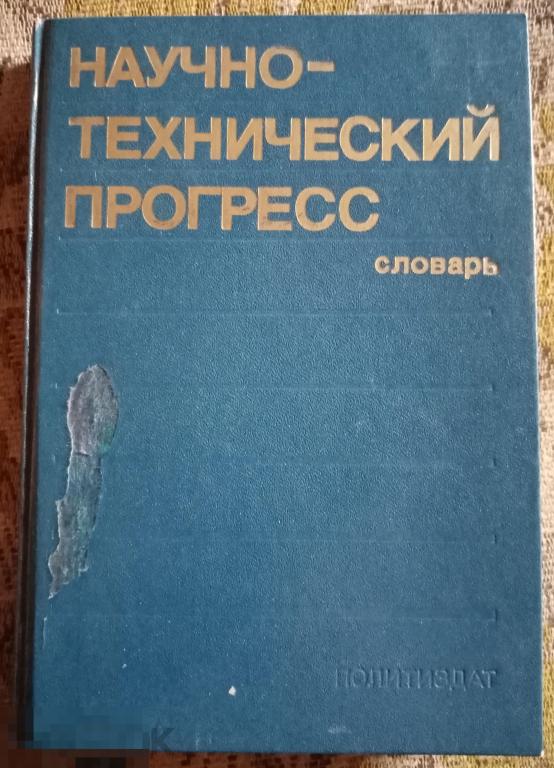 НАУЧНО-
ТЕХНИЧЕСКИЙ
ПРОГРЕСС
словарь
ПОЛИТИЗДАТ